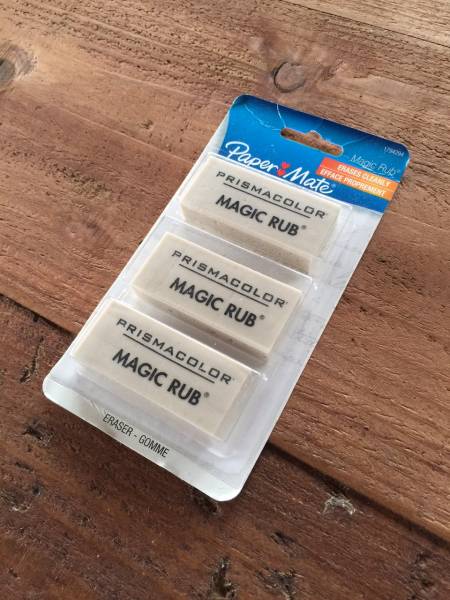 1794094
Paper Mate®
Magic Rub®
ERASES CLEANLY
EFFACE PROPREMENT
PRISMACOLOR®
MAGIC RUB®
PRISMACOLOR®
MAGIC RUB®
PRISMACOLOR®
MAGIC RUB®
ERASER - GOMME